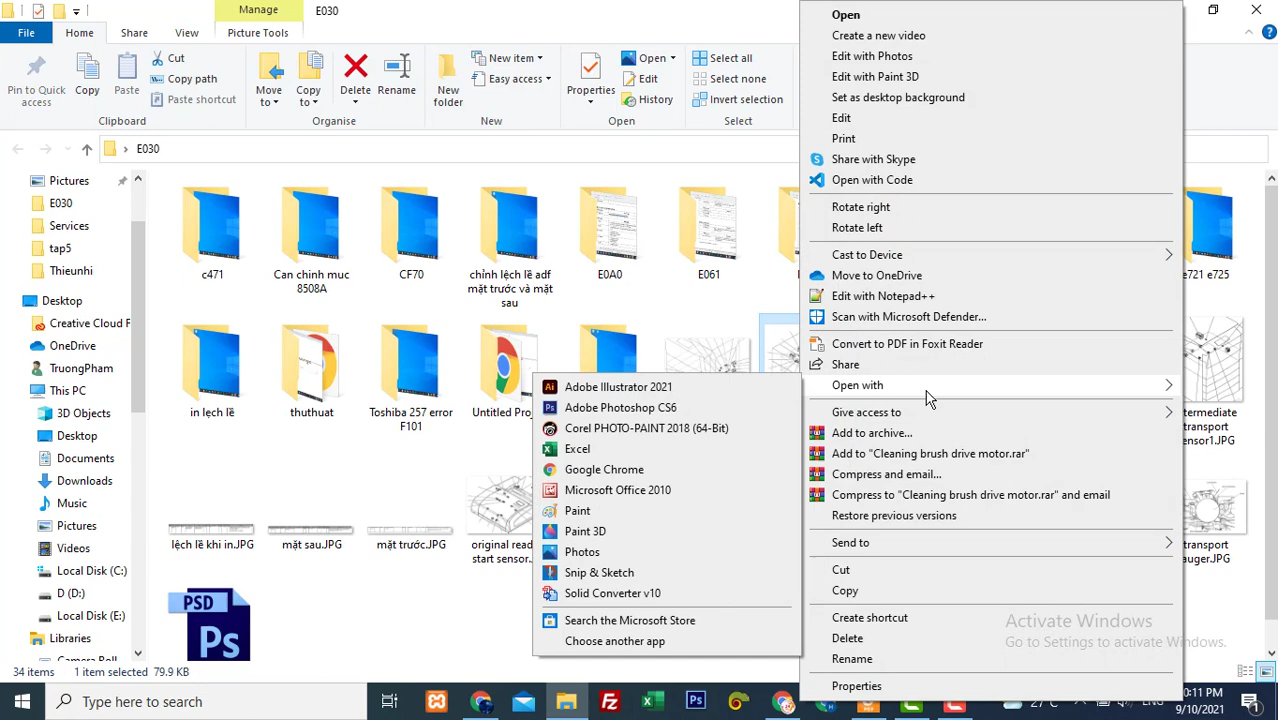 Manage
E030
File
Home
Share
View
Picture Tools
Pin to Quick access
Copy
Paste
Cut
Copy path
Paste shortcut
Clipboard
Move to
Copy to
Delete
Rename
Organise
New folder
New item
Easy access
New
Properties
Open
Edit
History
Open
Select all
Select none
Invert selection
Select
E030
Pictures
E030
Services
tap5
Thieunhi
Desktop
Creative Cloud F
OneDrive
TruongPham
This PC
3D Objects
Desktop
Documents
Downloads
Music
Pictures
Videos
Local Disk (C:)
D (D:)
Local Disk (E:)
Libraries
c471
Can chinh muc 8508A
CF70
chỉnh lệch lề adf mặt trước và mặt sau
E0A0
E061
e721 e725
in lệch lề
thuthuat
Toshiba 257 error F101
Untitled Pro
ntermediate transport
ensor1.JPG
lệch lề khi in.JPG
mặt sau.JPG
mặt trước.JPG
original read
start sensor.
transport
auger.JPG
PSD
Ps
Open
Create a new video
Edit with Photos
Edit with Paint 3D
Set as desktop background
Edit
Print
Share with Skype
Open with Code
Rotate right
Rotate left
Cast to Device
Move to OneDrive
Edit with Notepad++
Scan with Microsoft Defender...
Convert to PDF in Foxit Reader
Share
Open with
Give access to
Add to archive...
Add to "Cleaning brush drive motor.rar"
Compress and email...
Compress to "Cleaning brush drive motor.rar" and email
Restore previous versions
Send to
Cut
Copy
Create shortcut
Delete
Rename
Properties
Adobe Illustrator 2021
Adobe Photoshop CS6
Corel PHOTO-PAINT 2018 (64-Bit)
Excel
Google Chrome
Microsoft Office 2010
Paint
Paint 3D
Photos
Snip & Sketch
Solid Converter v10
Search the Microsoft Store
Choose another app
Activate Windows
Go to Settings to activate Windows.
34 items
1 item selected 79.9 KB
Type here to search
27°C
ENG
0:11 PM
9/10/2021